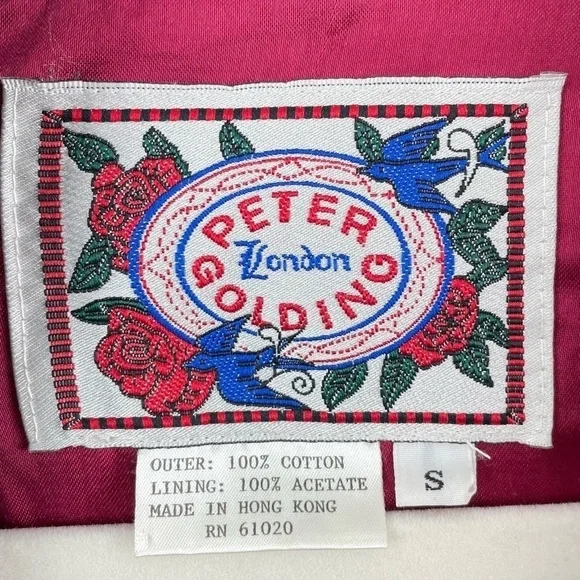 PETER
London
GOLDING
OUTER: 100% COTTON
LINING: 100% ACETATE
MADE IN HONG KONG
RN 61020
S